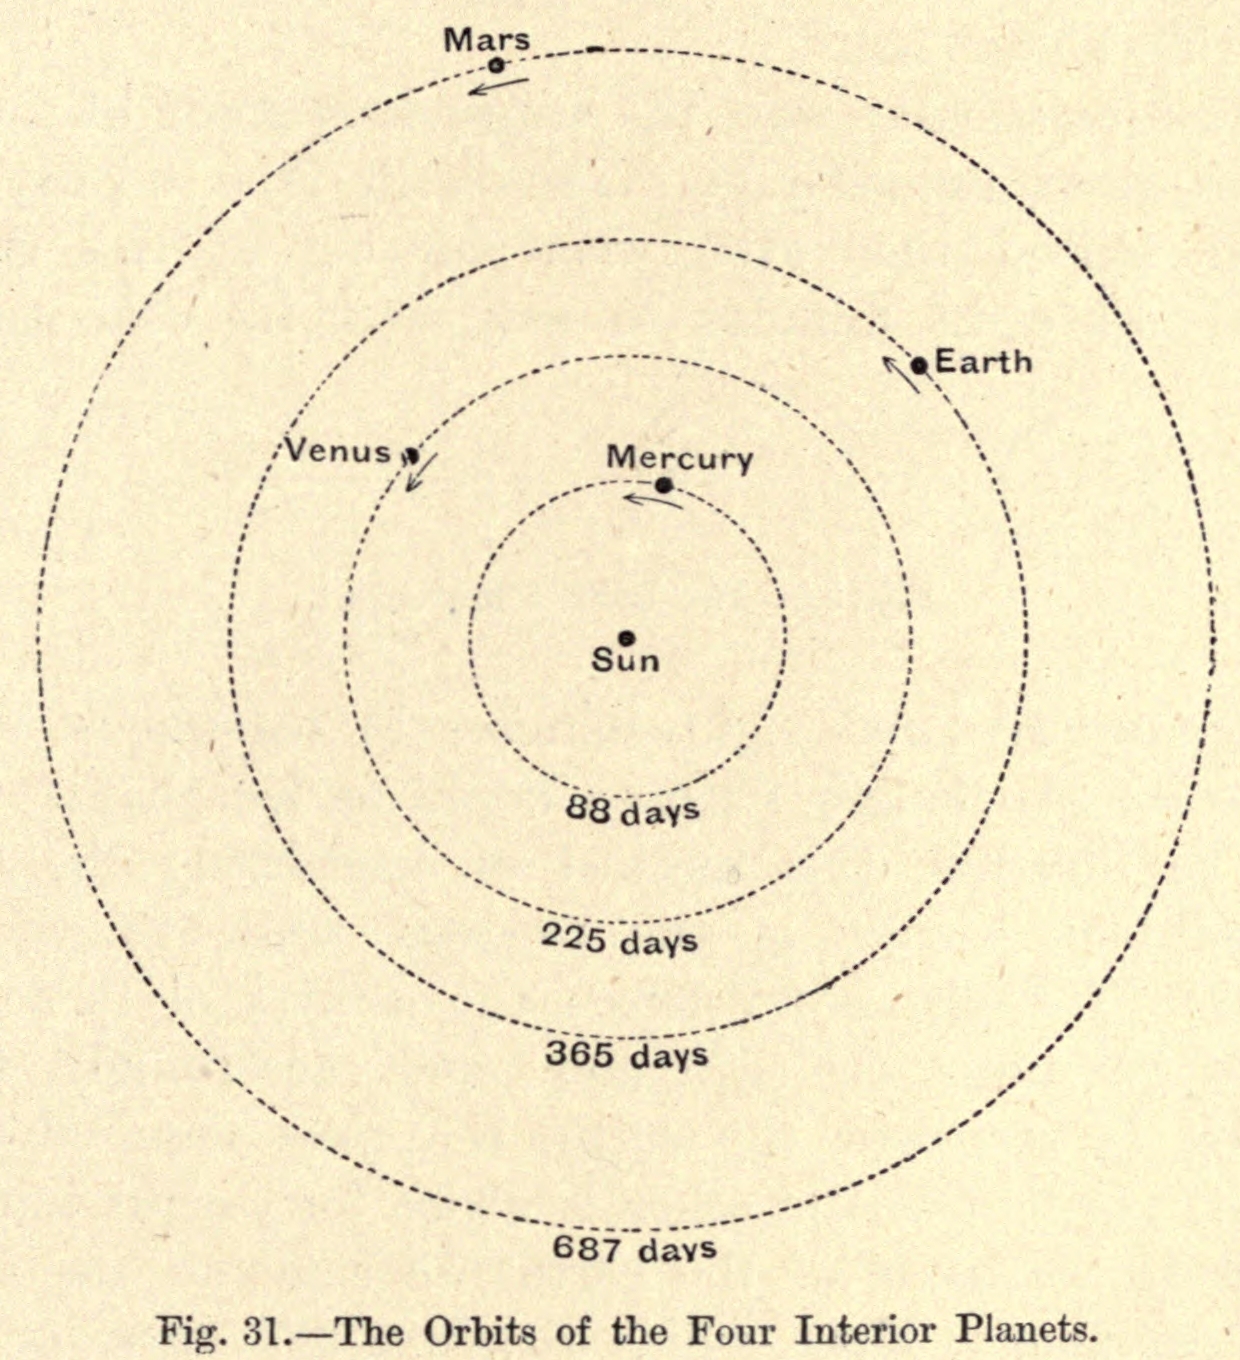 Mars
Earth
Venus
Mercury
Sun
88 days
225 days
365 days
687 days
Fig. 31.—The Orbits of the Four Interior Planets.